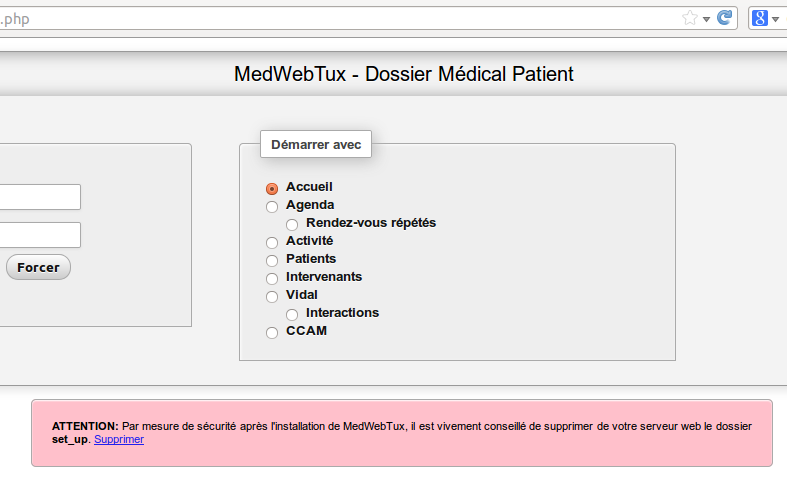 .php
MedWebTux - Dossier Médical Patient
Démarrer avec
Accueil
Agenda
Rendez-vous répétés
Activité
Patients
Forcer
Intervenants
Vidal
Interactions
CCAM
ATTENTION: Par mesure de sécurité après l'installation de MedWebTux, il est vivement conseillé de supprimer de votre serveur web le dossier
set_up. Supprimer